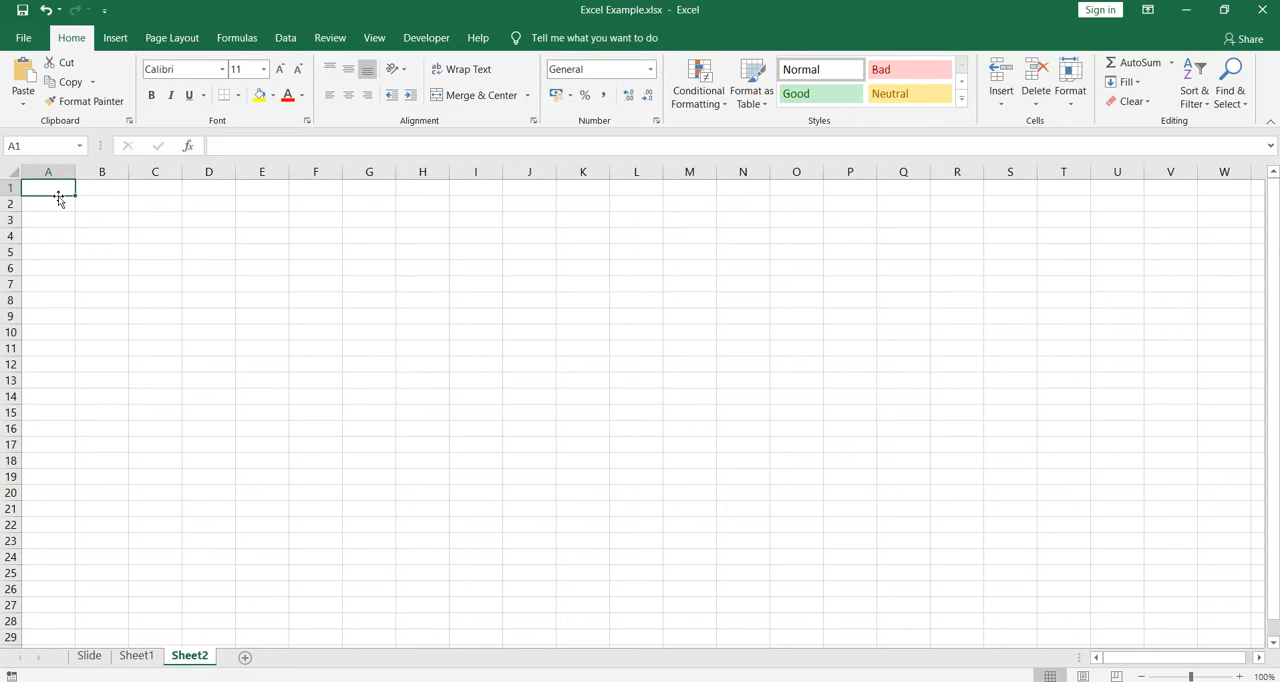 Excel Example.xlsx - Excel
Sign in
File Home Insert Page Layout Formulas Data Review View Developer Help Tell me what you want to do Share
Paste
Cut
Copy
Format Painter
Clipboard
Calibri 11
B I U
Font
Wrap Text
Merge & Center
Alignment
General
%
Number
Conditional
Formatting
Format as
Table
Normal Bad
Good Neutral
Styles
Insert Delete Format
Cells
AutoSum
Fill
Clear
Sort &
Filter
Find &
Select
Editing
A1 fx
A B C D E F G H I J K L M N O P Q R S T U V W
1
2
3
4
5
6
7
8
9
10
11
12
13
14
15
16
17
18
19
20
21
22
23
24
25
26
27
28
29
Slide Sheet1 Sheet2
100%